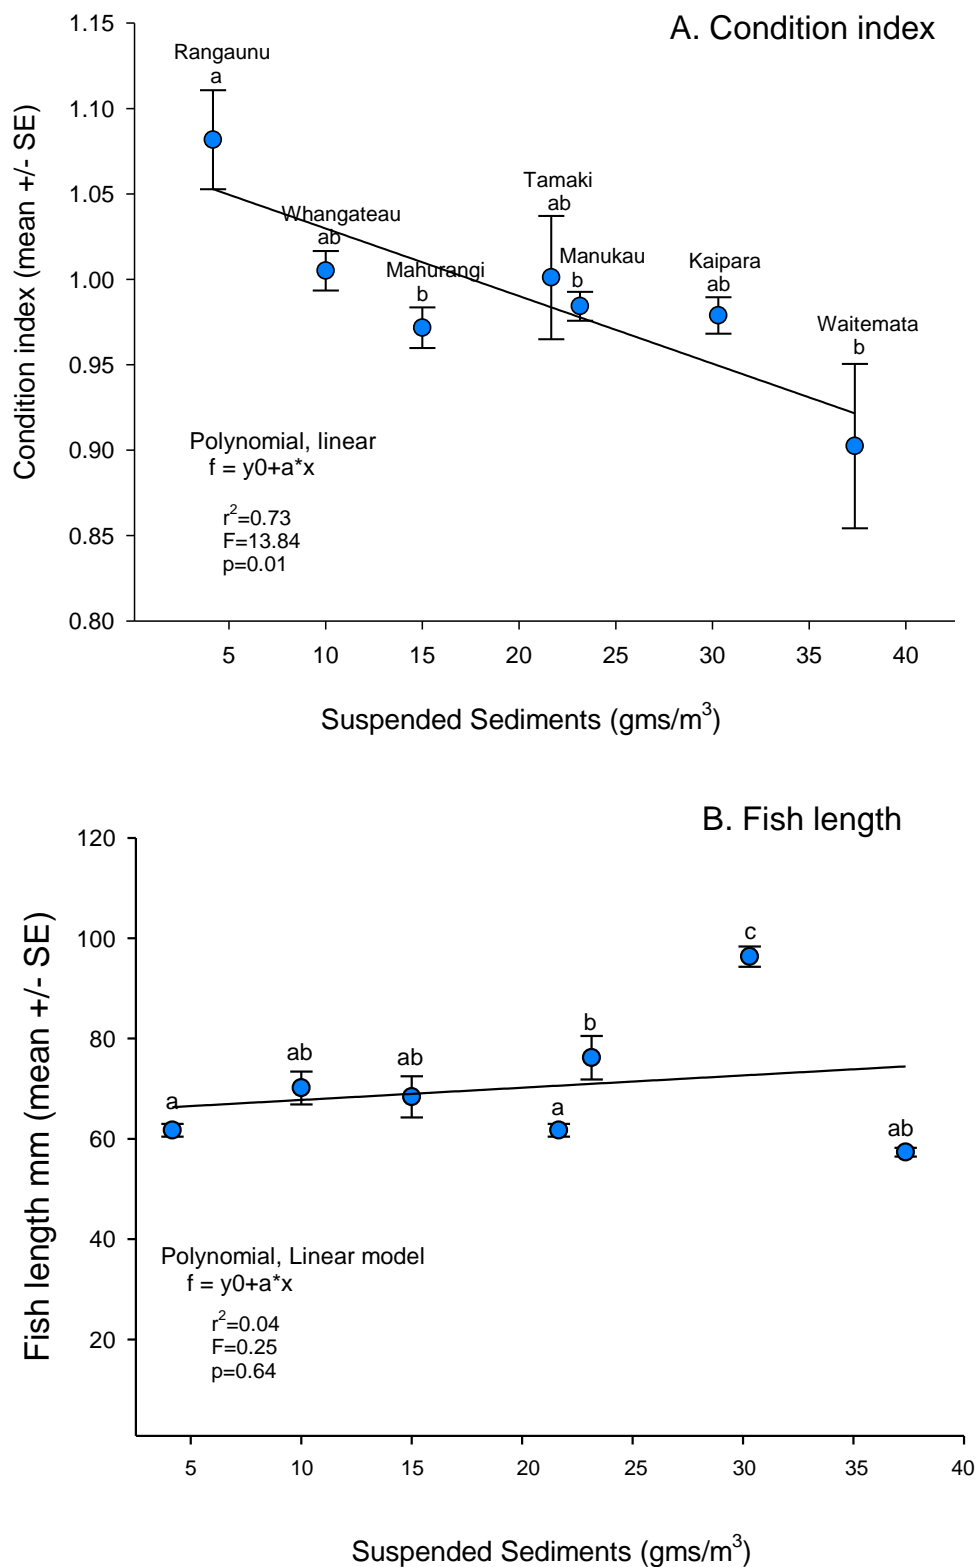 A. Condition index
1.15
1.10
1.05
1.00
0.95
0.90
0.85
0.80
Condition index (mean +/- SE)
Rangaunu
a
Whangateau
ab
Mahurangi
b
Tamaki
ab
Manukau
b
Kaipara
ab
Waitemata
b
Polynomial, linear
f = y0+a*x
r²=0.73
F=13.84
p=0.01
5 10 15 20 25 30 35 40
Suspended Sediments (gms/m³)
B. Fish length
120
100
80
60
40
20
Fish length mm (mean +/- SE)
a
ab
ab
a
b
c
ab
Polynomial, Linear model
f = y0+a*x
r²=0.04
F=0.25
p=0.64
5 10 15 20 25 30 35 40
Suspended Sediments (gms/m³)